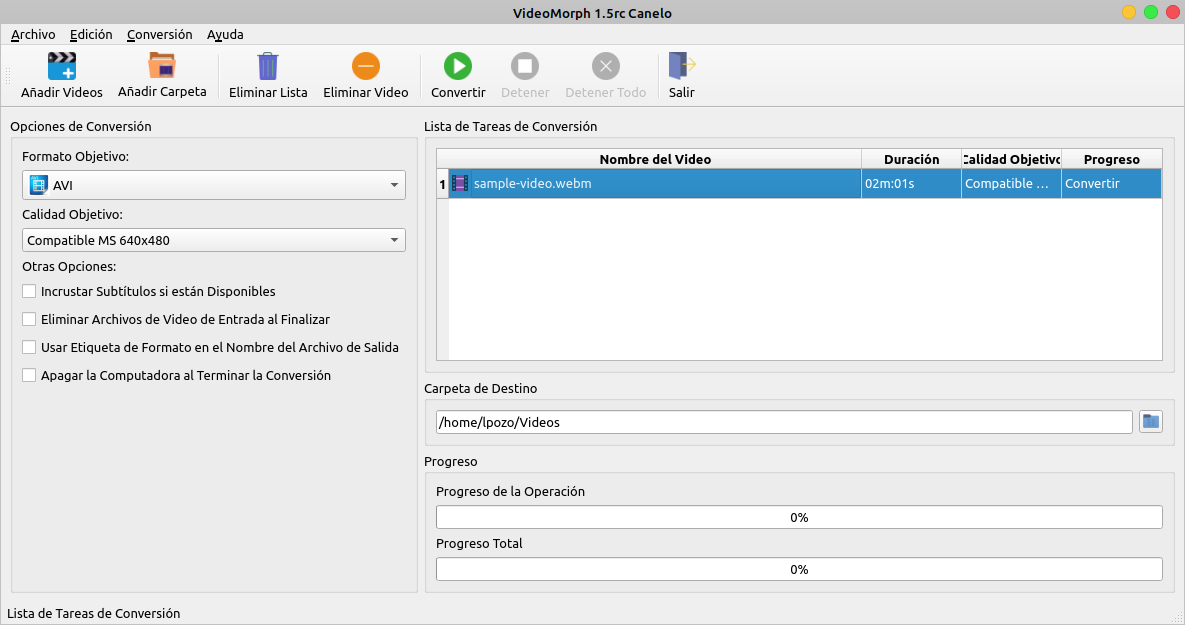 VideoMorph 1.5rc Canelo
Archivo Edición Conversión Ayuda
Añadir Videos Añadir Carpeta Eliminar Lista Eliminar Video Convertir Detener Detener Todo Salir
Opciones de Conversión
Formato Objetivo:
AVI
Calidad Objetivo:
Compatible MS 640x480
Otras Opciones:
Incrustar Subtítulos si están Disponibles
Eliminar Archivos de Video de Entrada al Finalizar
Usar Etiqueta de Formato en el Nombre del Archivo de Salida
Apagar la Computadora al Terminar la Conversión
Lista de Tareas de Conversión
Nombre del Video Duración Calidad Objetivo Progreso
1 sample-video.webm 02m:01s Compatible ... Convertir
Carpeta de Destino
/home/lpozo/Videos
Progreso
Progreso de la Operación
0%
Progreso Total
0%
Lista de Tareas de Conversión